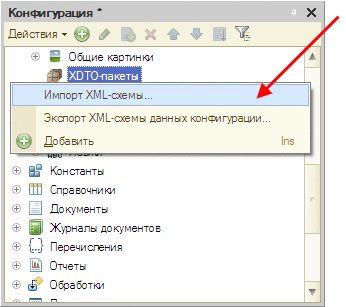 Конфигурация *
Действия
Общие картинки
XDTO-пакеты
Импорт XML-схемы...
Экспорт XML-схемы данных конфигурации...
Добавить Ins
Константы
Справочники
Документы
Журналы документов
Перечисления
Отчеты
Обработки